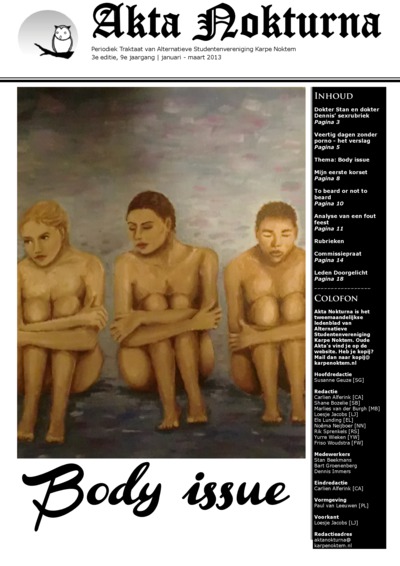 Akta Nokturna
Periodiek Traktaat van Alternatieve Studentenvereniging Karpe Noktem
3e editie, 9e jaargang | januari - maart 2013
INHOUD
Dokter Stan en dokter
Dennis' sexrubriek
Pagina 3
Veertig dagen zonder
porno - het verslag
Pagina 5
Thema: Body issue
Mijn eerste korset
Pagina 8
To beard or not to
beard
Pagina 10
Analyse van een fout
feest
Pagina 11
Rubrieken
Commissiepraat
Pagina 14
Leden Doorgelicht
Pagina 18
COLOFON
Akta Nokturna is het
tweemaandelijkse
ledenblad van
Alternatieve
Studentenvereniging
Karpe Noktem. Oude
Akta's vind je op de
website. Heb je kopij?
Mail dan naar kopij@
karpenoktem.nl
Hoofdredactie
Susanne Geuze [SG]
Redactie
Carlien Alferink [CA]
Shane Bozelie [SB]
Marlies van der Burgh [MB]
Loesje Jacobs [LJ]
Els Lunding [EL]
Noëma Neijboer [NN]
Rik Sprenkels [RS]
Yurre Wieken [YW]
Friso Woudstra [FW]
Medewerkers
Stan Beekmans
Bart Groenenberg
Dennis Immers
Eindredactie
Carlien Alferink [CA]
Vormgeving
Paul van Leeuwen [PL]
Voorkant
Loesje Jacobs [LJ]
Redactieadres
aktanokturna@
karpenoktem.nl
Body issue